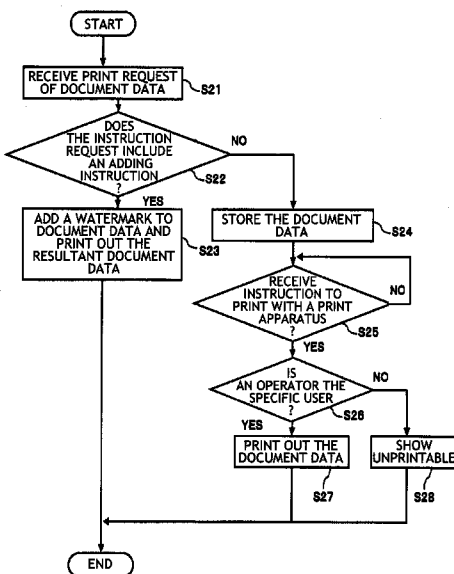 START
RECEIVE PRINT REQUEST
OF DOCUMENT DATA
S21
DOES
THE INSTRUCTION
REQUEST INCLUDE
AN ADDING
INSTRUCTION
?
NO
S22
YES
ADD A WATERMARK TO
DOCUMENT DATA AND
PRINT OUT THE
RESULTANT DOCUMENT
DATA
S23
STORE THE DOCUMENT
DATA
S24
RECEIVE
INSTRUCTION TO
PRINT WITH A PRINT
APPARATUS
?
NO
S25
YES
IS
AN OPERATOR THE
SPECIFIC USER
?
NO
S26
YES
PRINT OUT THE
DOCUMENT DATA
S27
SHOW
UNPRINTABLE
S28
END